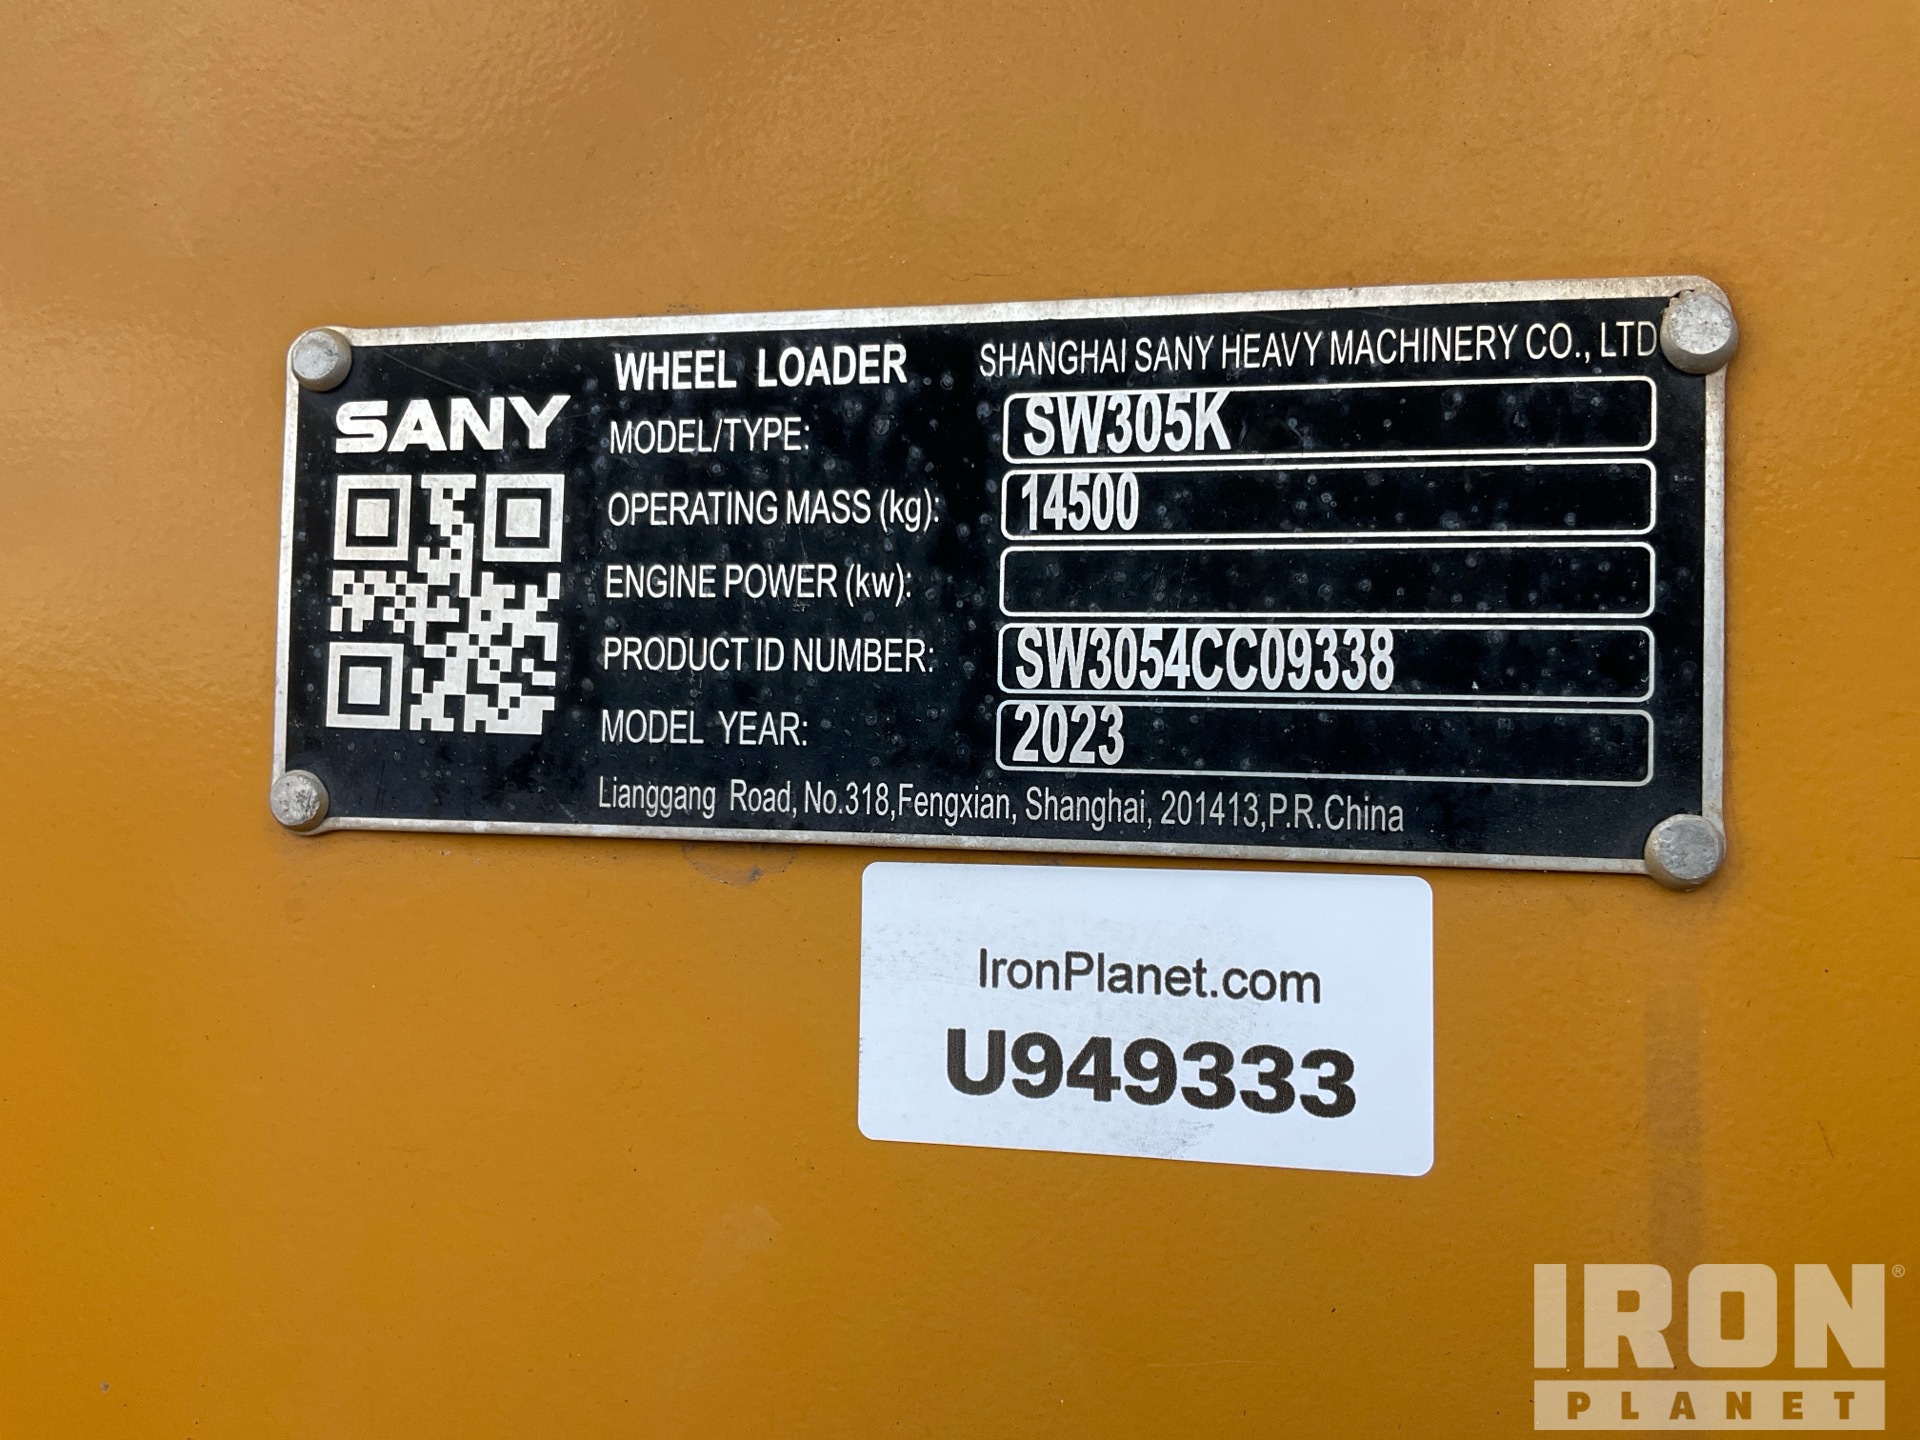 WHEEL LOADER
SHANGHAI SANY HEAVY MACHINERY CO., LTD
SANY
MODEL/TYPE: SW305K
OPERATING MASS (kg): 14500
ENGINE POWER (kw):
PRODUCT ID NUMBER: SW3054CC09338
MODEL YEAR: 2023
Lianggang Road, No.318,Fengxian, Shanghai, 201413,P.R.China
IronPlanet.com
U949333
IRON®
PLANET